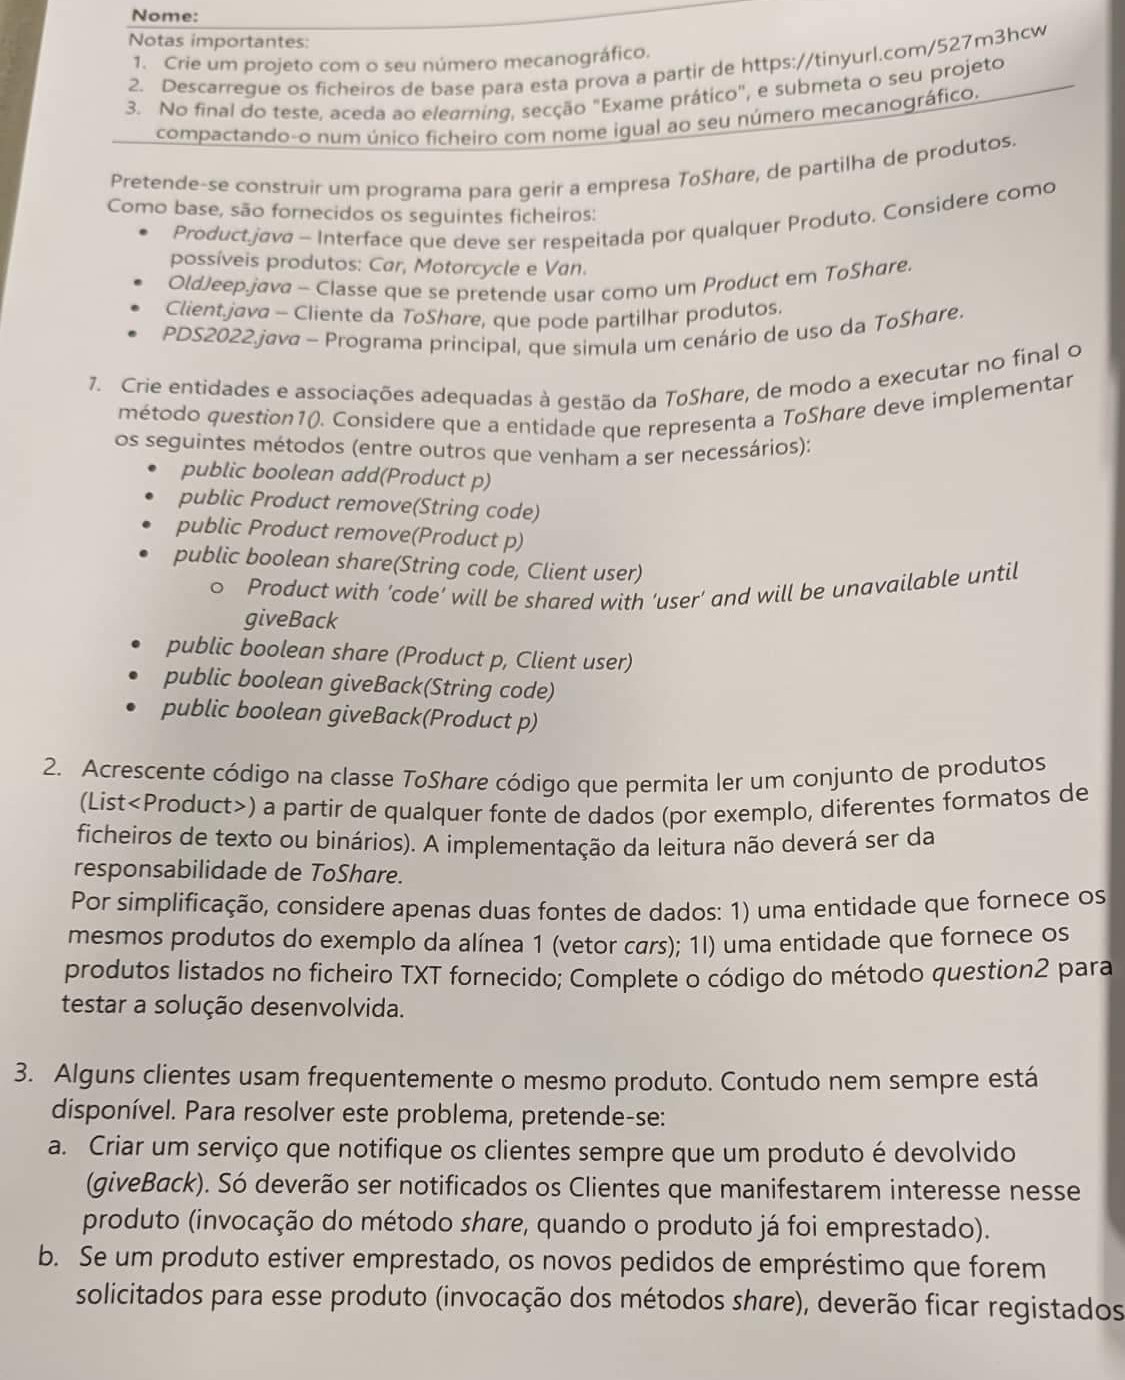 Nome:
Notas importantes:
1. Crie um projeto com o seu número mecanográfico.
2. Descarregue os ficheiros de base para esta prova a partir de https://tinyurl.com/527m3hcw
3. No final do teste, aceda ao elearning, secção "Exame prático", e submeta o seu projeto
compactando-o num único ficheiro com nome igual ao seu número mecanográfico.
Pretende-se construir um programa para gerir a empresa ToShare, de partilha de produtos.
Como base, são fornecidos os seguintes ficheiros:
• Product.java – Interface que deve ser respeitada por qualquer Produto. Considere como
possíveis produtos: Car, Motorcycle e Van.
• OldJeep.java – Classe que se pretende usar como um Product em ToShare.
• Client.java – Cliente da ToShare, que pode partilhar produtos.
• PDS2022.java – Programa principal, que simula um cenário de uso da ToShare.
1. Crie entidades e associações adequadas à gestão da ToShare, de modo a executar no final o
método question1(). Considere que a entidade que representa a ToShare deve implementar
os seguintes métodos (entre outros que venham a ser necessários):
• public boolean add(Product p)
• public Product remove(String code)
• public Product remove(Product p)
• public boolean share(String code, Client user)
o Product with 'code' will be shared with 'user' and will be unavailable until
giveBack
• public boolean share (Product p, Client user)
• public boolean giveBack(String code)
• public boolean giveBack(Product p)
2. Acrescente código na classe ToShare código que permita ler um conjunto de produtos
(List<Product>) a partir de qualquer fonte de dados (por exemplo, diferentes formatos de
ficheiros de texto ou binários). A implementação da leitura não deverá ser da
responsabilidade de ToShare.
Por simplificação, considere apenas duas fontes de dados: 1) uma entidade que fornece os
mesmos produtos do exemplo da alínea 1 (vetor cars); 1I) uma entidade que fornece os
produtos listados no ficheiro TXT fornecido; Complete o código do método question2 para
testar a solução desenvolvida.
3. Alguns clientes usam frequentemente o mesmo produto. Contudo nem sempre está
disponível. Para resolver este problema, pretende-se:
a. Criar um serviço que notifique os clientes sempre que um produto é devolvido
(giveBack). Só deverão ser notificados os Clientes que manifestarem interesse nesse
produto (invocação do método share, quando o produto já foi emprestado).
b. Se um produto estiver emprestado, os novos pedidos de empréstimo que forem
solicitados para esse produto (invocação dos métodos share), deverão ficar registados